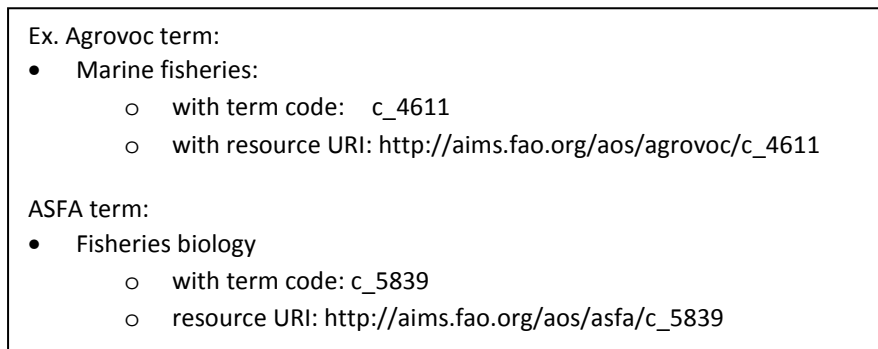 Ex. Agrovoc term:
• Marine fisheries:
o with term code: c_4611
o with resource URI: http://aims.fao.org/aos/agrovoc/c_4611
ASFA term:
• Fisheries biology
o with term code: c_5839
o resource URI: http://aims.fao.org/aos/asfa/c_5839